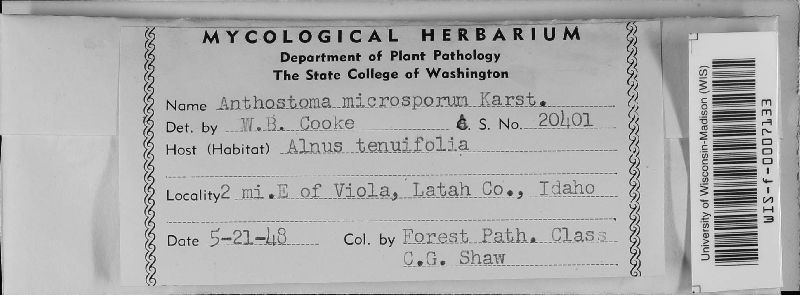 MYCOLOGICAL HERBARIUM
Department of Plant Pathology
The State College of Washington
Name Anthostoma microsporum Karst.
Det. by W.B. Cooke &. S. No. 20401
Host (Habitat) Alnus tenuifolia
Locality 2 mi.E of Viola, Latah Co., Idaho
Date 5-21-48 Col. by Forest Path. Class
C.G. Shaw
University of Wisconsin-Madison (WIS)